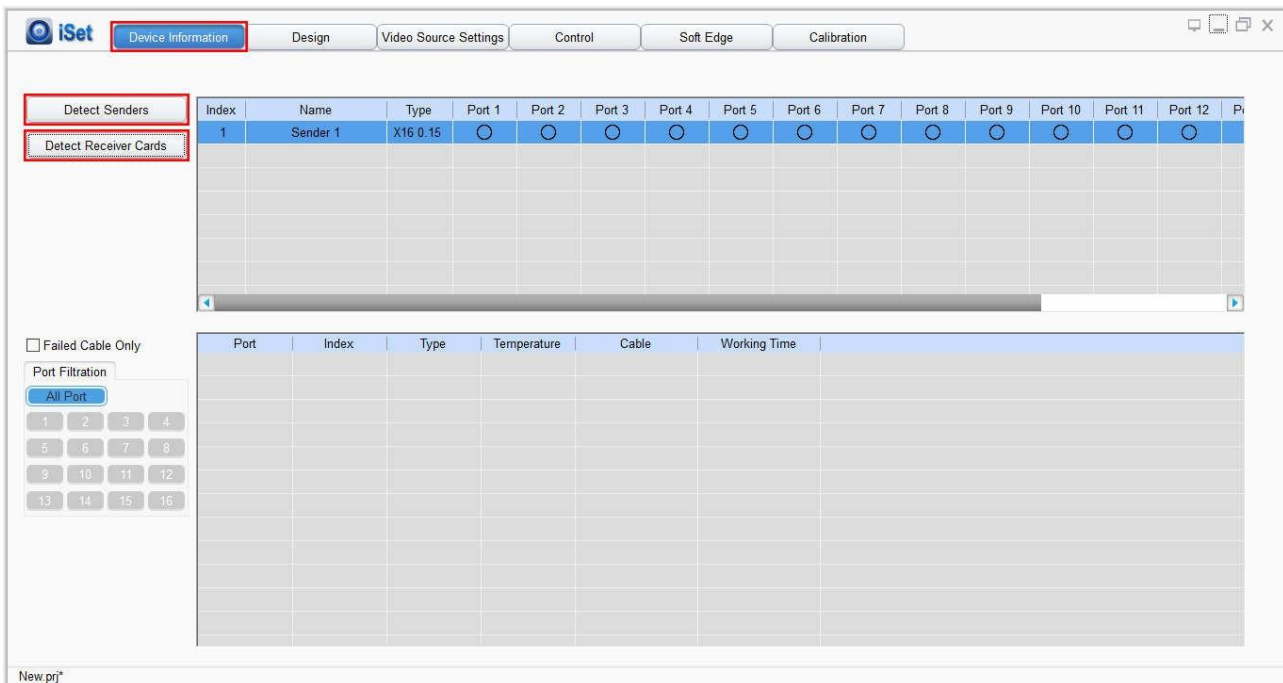 iSet Device Information Design Video Source Settings Control Soft Edge Calibration
Detect Senders
Detect Receiver Cards
Index Name Type Port 1 Port 2 Port 3 Port 4 Port 5 Port 6 Port 7 Port 8 Port 9 Port 10 Port 11 Port 12
1 Sender 1 X16 0.15
Failed Cable Only
Port Filtration
All Port
1 2 3 4
5 6 7 8
9 10 11 12
13 14 15 16
Port Index Type Temperature Cable Working Time
New.prj*